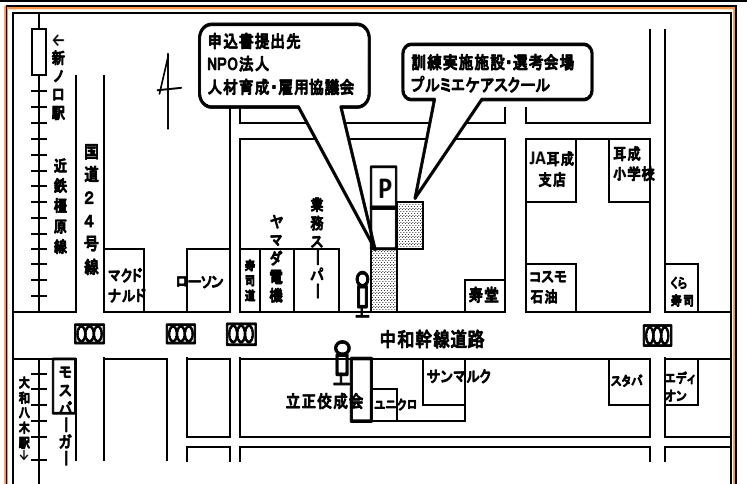 申込書提出先
NPO法人
人材育成・雇用協議会
訓練実施施設・選考会場
プルミエケアスクール
←新ノ口駅
近鉄橿原線
国道24号線
P
JA耳成
支店
耳成
小学校
マクド
ナルド
ローソン
寿司道
ヤマダ電機
業務スーパー
寿堂
コスモ
石油
くら
寿司
中和幹線道路
大和八木駅→
モスバーガー
立正佼成会
ユニクロ
サンマルク
スタバ
エディ
オン